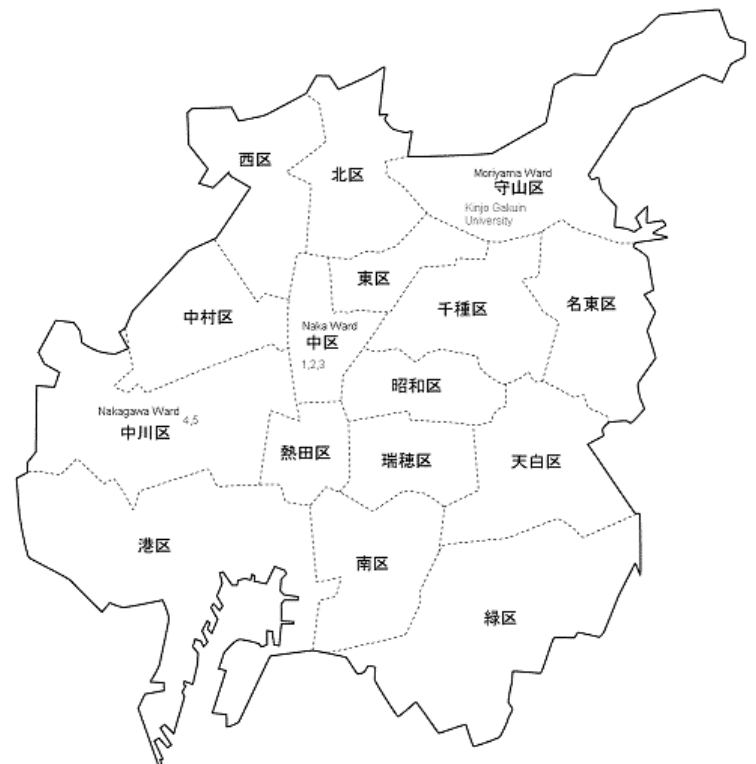 西区
北区
Moriyama Ward
守山区
Kinjo Gakuin
University
東区
名東区
千種区
中村区
Naka Ward
中区
1,2,3
昭和区
Nakagawa Ward
4,5
中川区
熱田区
瑞穂区
天白区
港区
南区
緑区